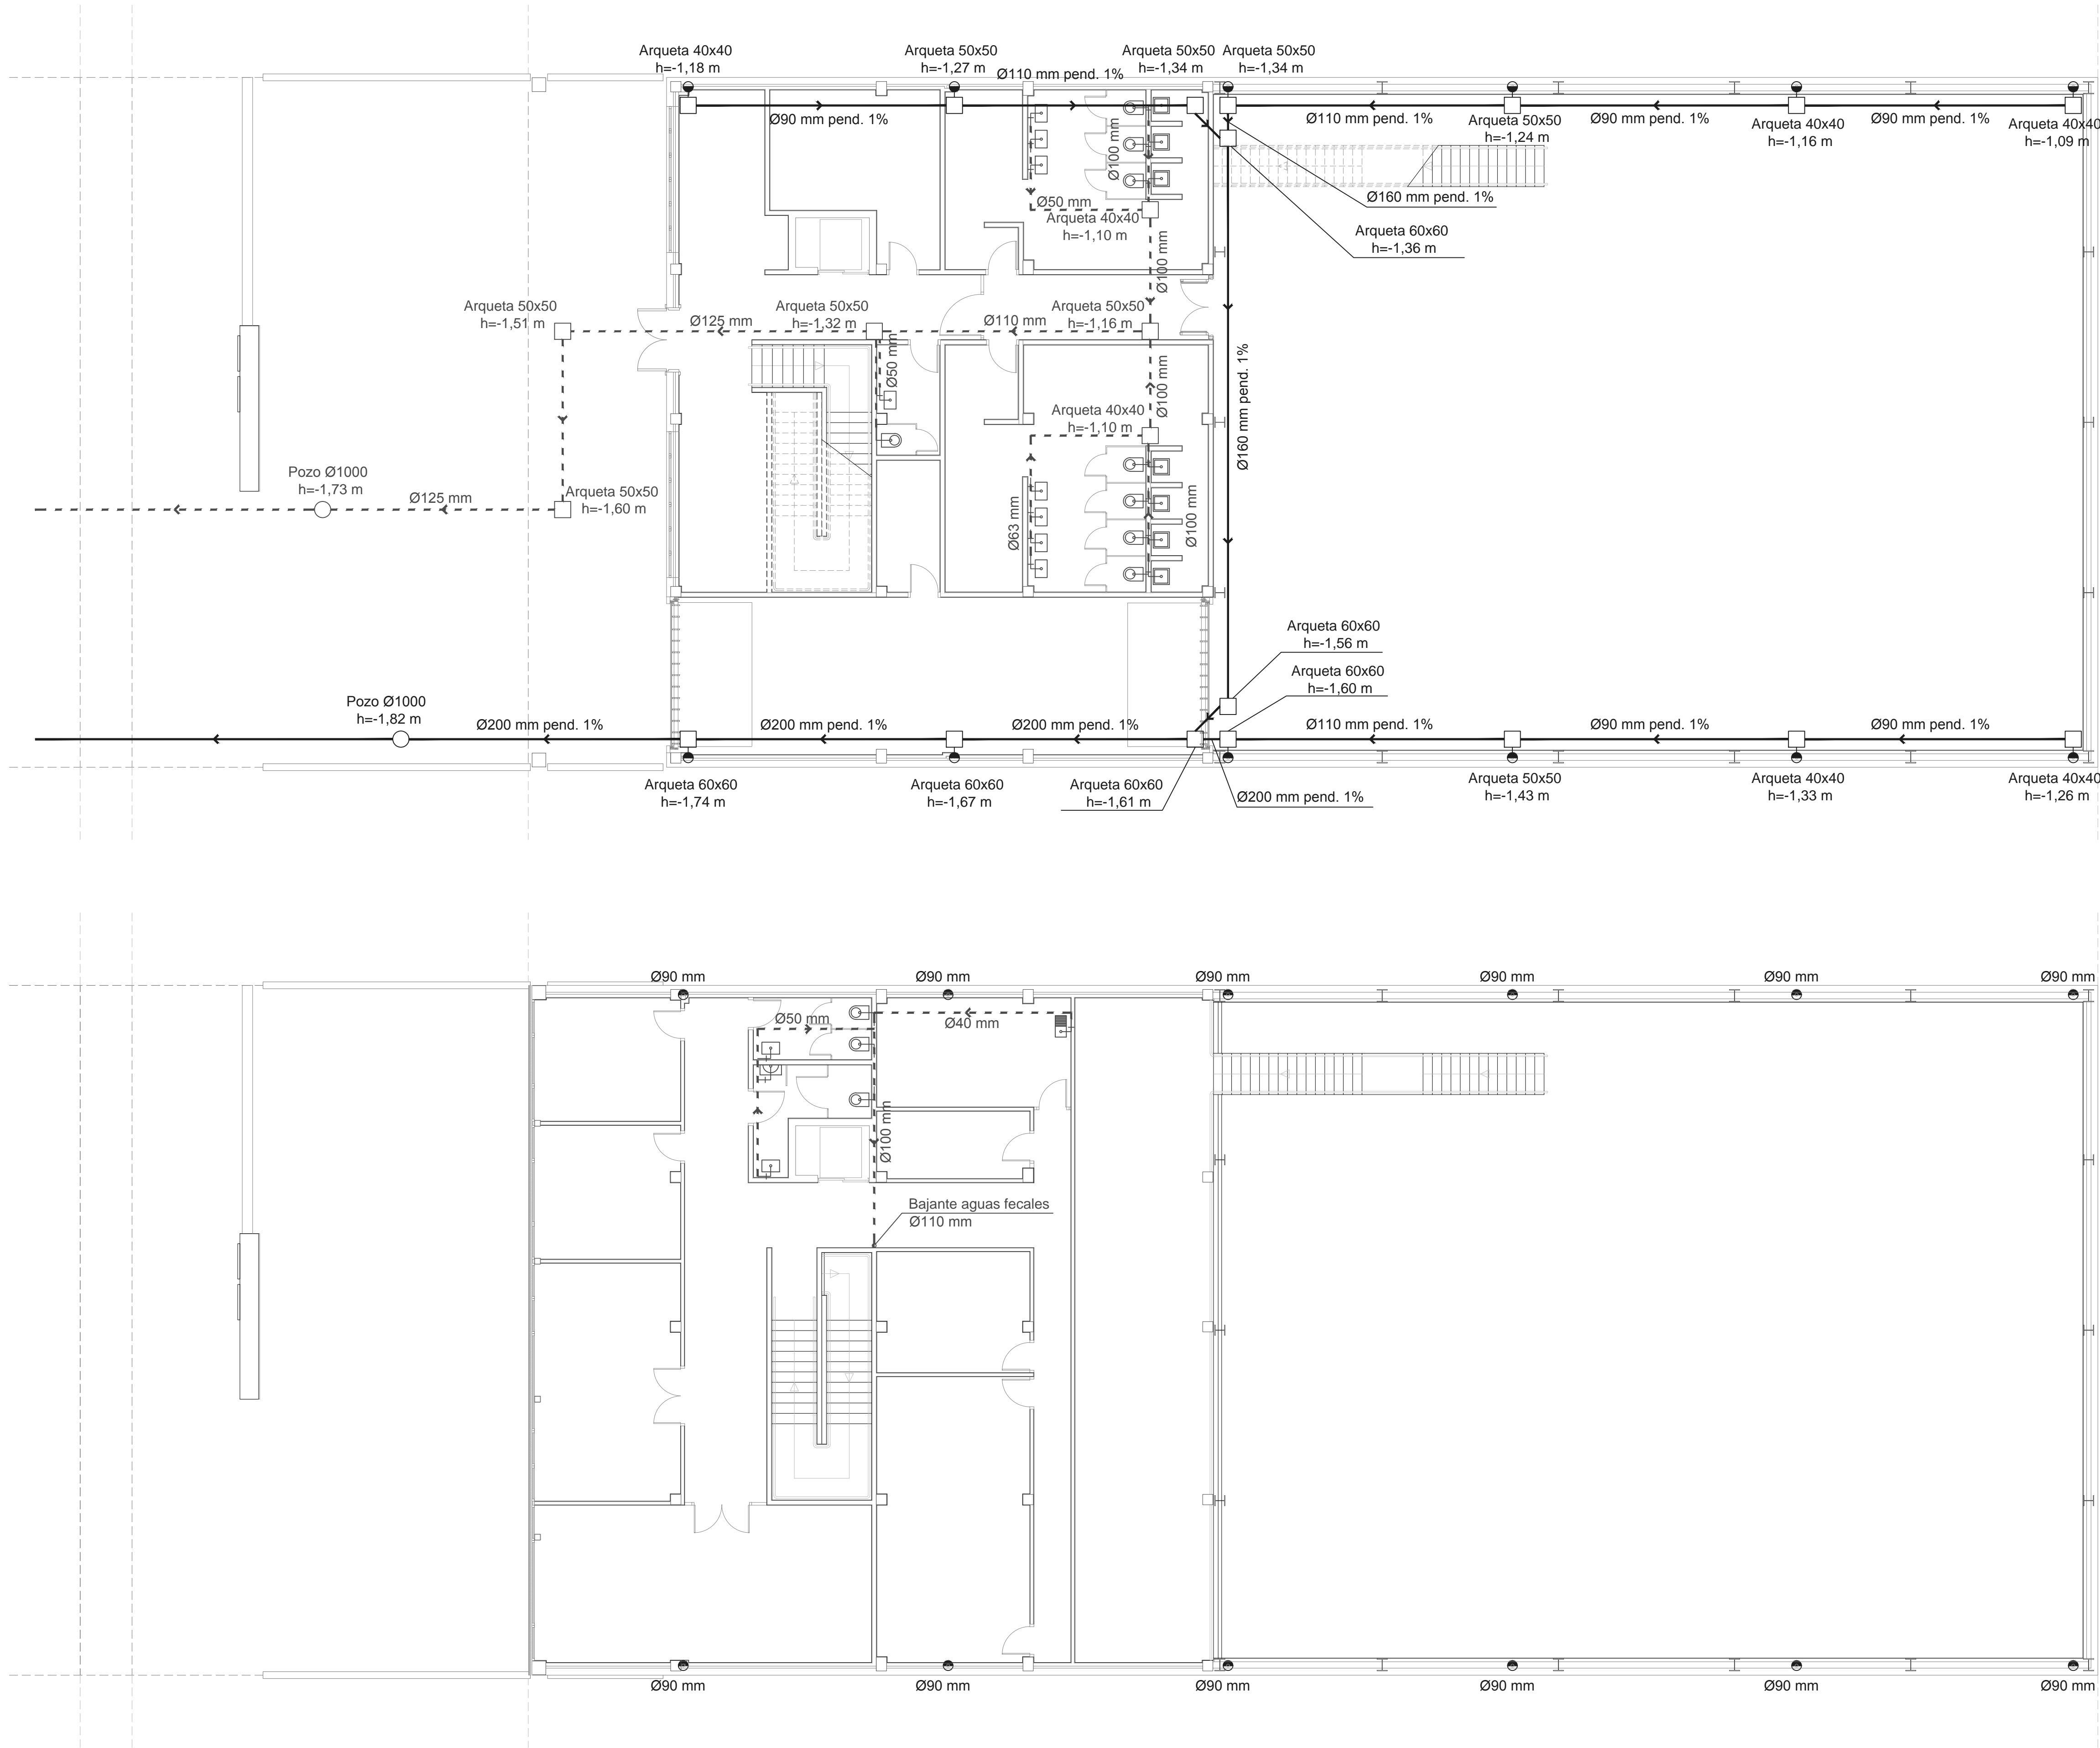 Arqueta 40x40
h=-1,18 m
Arqueta 50x50
h=-1,27 m
Ø110 mm pend. 1%
Arqueta 50x50
h=-1,34 m
Arqueta 50x50
h=-1,34 m
Ø90 mm pend. 1%
Ø100 mm
Ø110 mm pend. 1%
Arqueta 50x50
h=-1,24 m
Ø90 mm pend. 1%
Arqueta 40x40
h=-1,16 m
Ø90 mm pend. 1%
Arqueta 40x40
h=-1,09 m
Ø50 mm
Arqueta 40x40
h=-1,10 m
Ø160 mm pend. 1%
Arqueta 60x60
h=-1,36 m
Ø100 mm
Arqueta 50x50
h=-1,51 m
Ø125 mm
Arqueta 50x50
h=-1,32 m
Ø110 mm
Arqueta 50x50
h=-1,16 m
Ø50 mm
Ø100 mm
Ø160 mm pend. 1%
Arqueta 40x40
h=-1,10 m
Pozo Ø1000
h=-1,73 m
Ø125 mm
Arqueta 50x50
h=-1,60 m
Ø63 mm
Ø100 mm
Arqueta 60x60
h=-1,56 m
Arqueta 60x60
h=-1,60 m
Pozo Ø1000
h=-1,82 m
Ø200 mm pend. 1%
Ø200 mm pend. 1%
Ø200 mm pend. 1%
Ø110 mm pend. 1%
Ø90 mm pend. 1%
Ø90 mm pend. 1%
Arqueta 60x60
h=-1,74 m
Arqueta 60x60
h=-1,67 m
Arqueta 60x60
h=-1,61 m
Ø200 mm pend. 1%
Arqueta 50x50
h=-1,43 m
Arqueta 40x40
h=-1,33 m
Arqueta 40x40
h=-1,26 m
Ø90 mm
Ø90 mm
Ø90 mm
Ø90 mm
Ø90 mm
Ø90 mm
Ø50 mm
Ø40 mm
Ø100 mm
Bajante aguas fecales
Ø110 mm
Ø90 mm
Ø90 mm
Ø90 mm
Ø90 mm
Ø90 mm
Ø90 mm